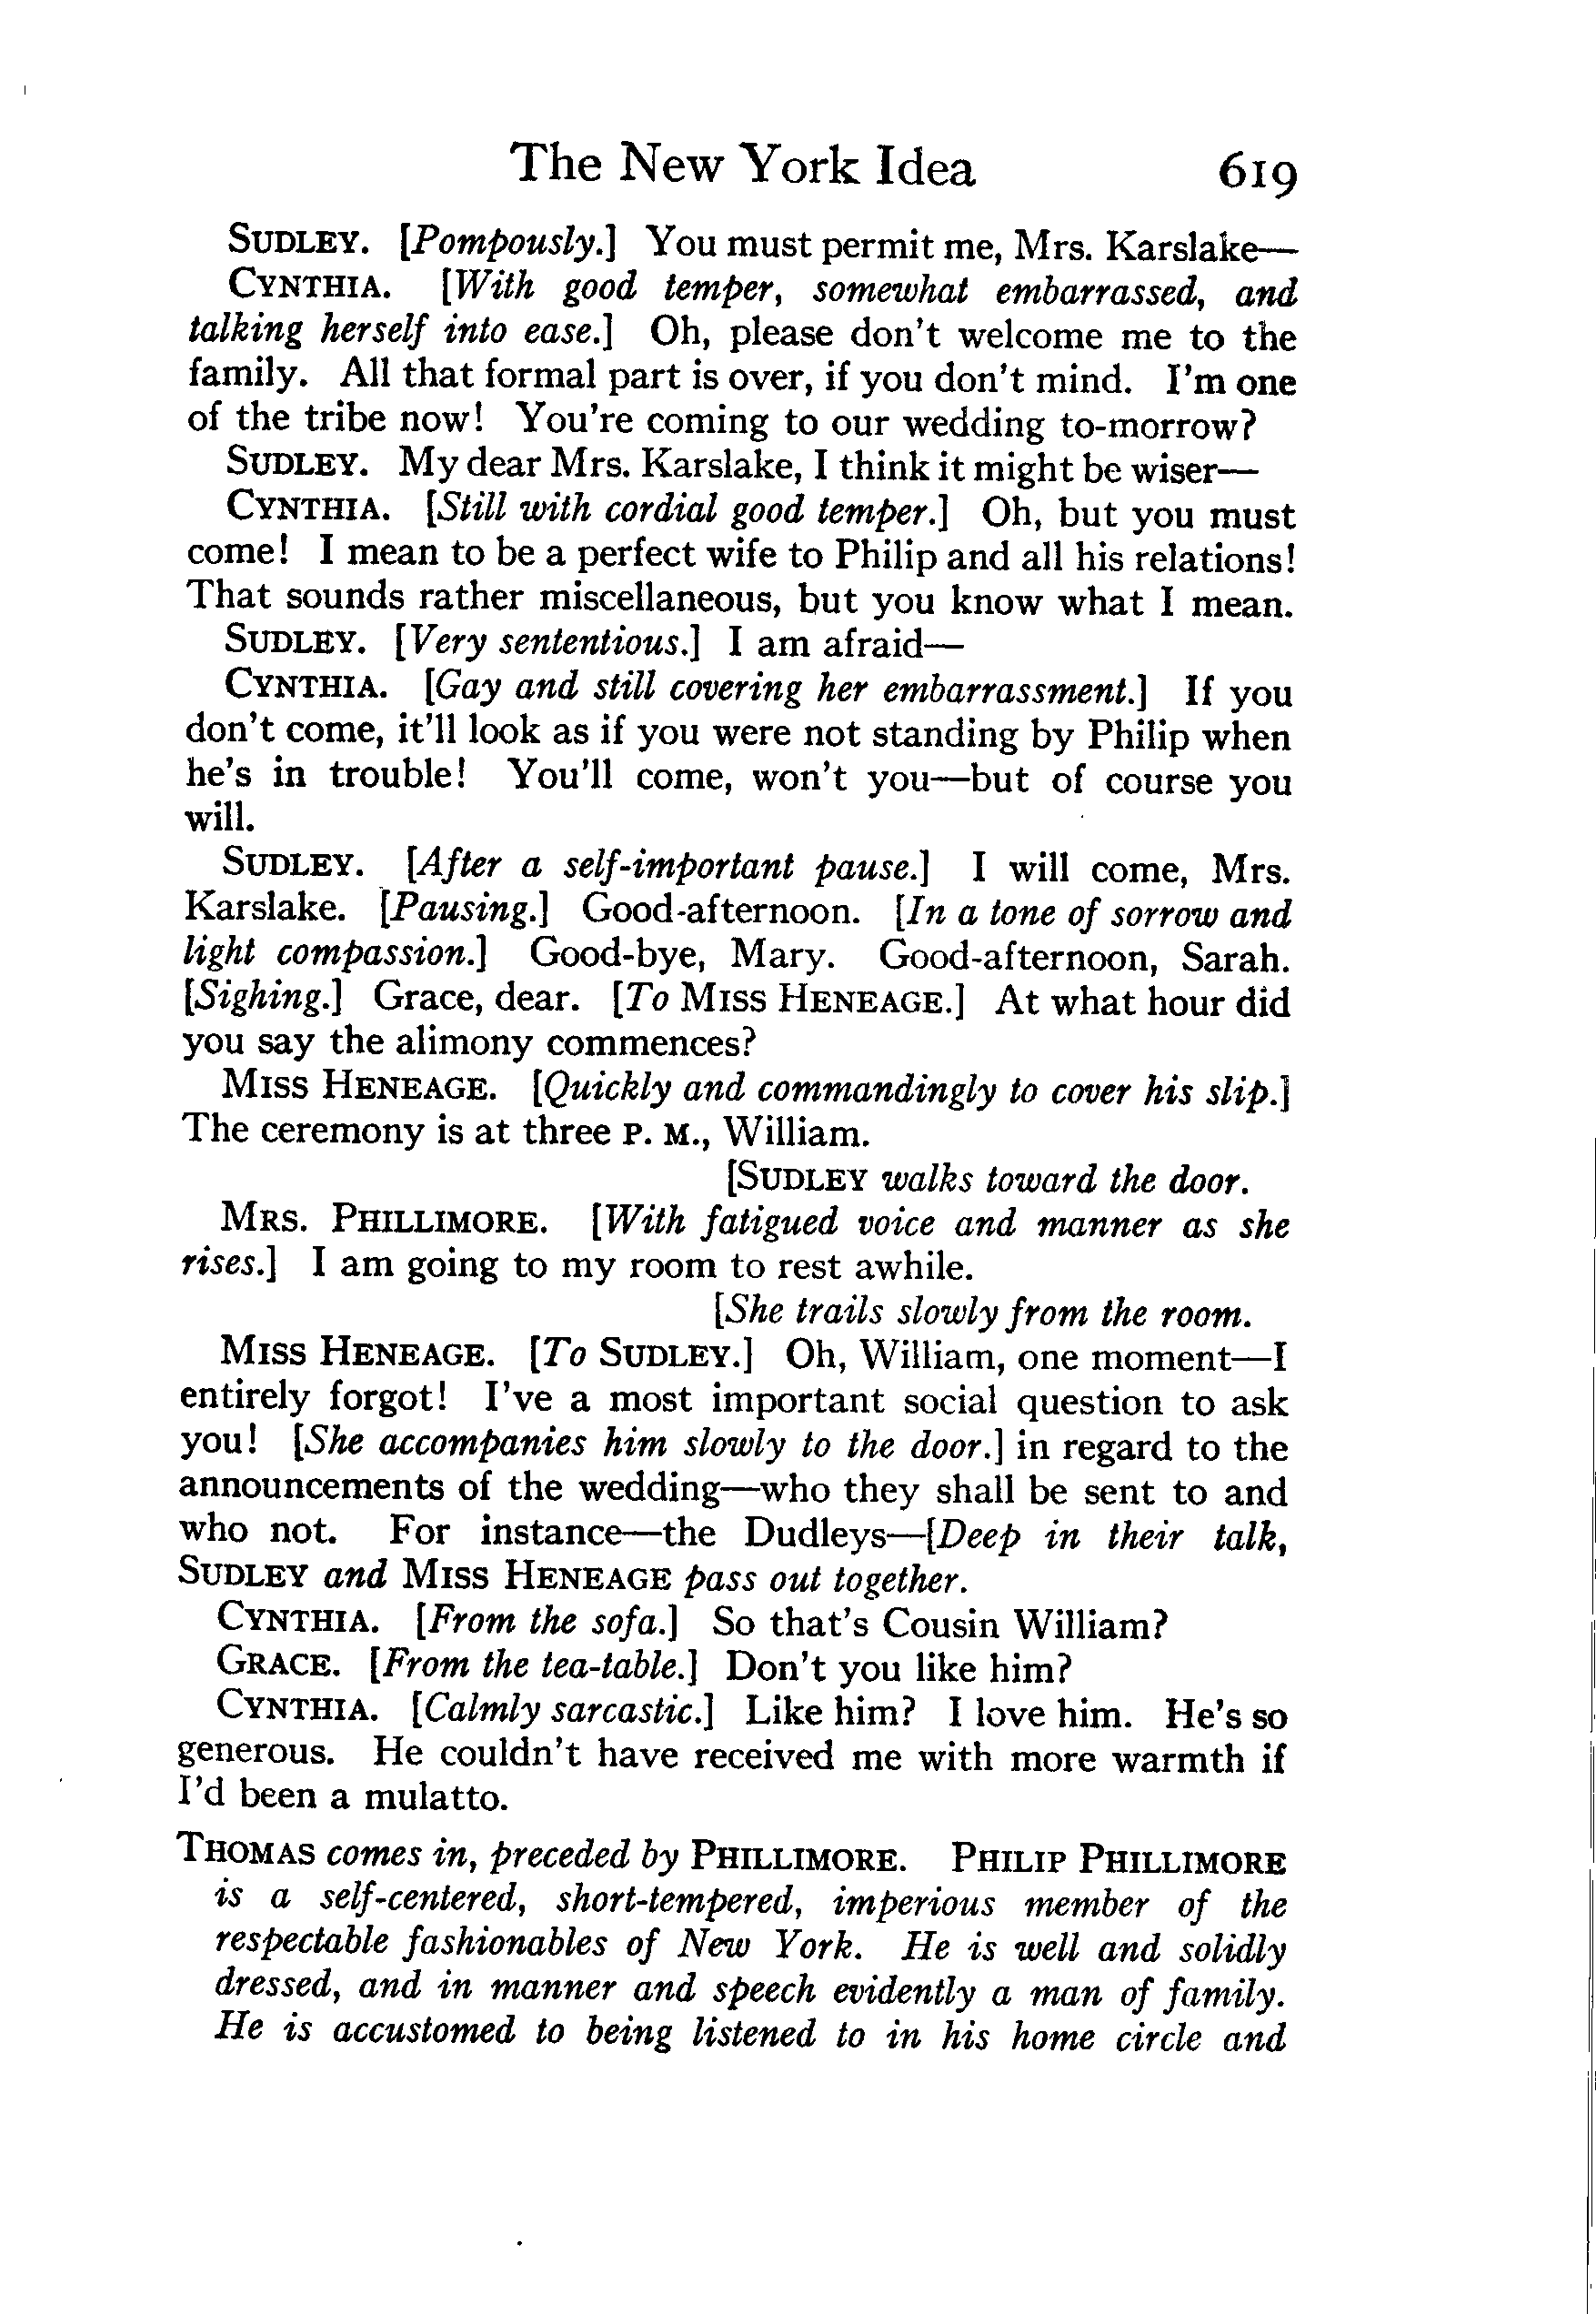 The New York Idea 619
SUDLEY. [Pompously.] You must permit me, Mrs. Karslake—
CYNTHIA. [With good temper, somewhat embarrassed, and
talking herself into ease.] Oh, please don't welcome me to the
family. All that formal part is over, if you don't mind. I'm one
of the tribe now! You're coming to our wedding to-morrow?
SUDLEY. My dear Mrs. Karslake, I think it might be wiser—
CYNTHIA. [Still with cordial good temper.] Oh, but you must
come! I mean to be a perfect wife to Philip and all his relations!
That sounds rather miscellaneous, but you know what I mean.
SUDLEY. [Very sententious.] I am afraid—
CYNTHIA. [Gay and still covering her embarrassment.] If you
don't come, it'll look as if you were not standing by Philip when
he's in trouble! You'll come, won't you—but of course you
will.
SUDLEY. [After a self-important pause.] I will come, Mrs.
Karslake. [Pausing.] Good-afternoon. [In a tone of sorrow and
light compassion.] Good-bye, Mary. Good-afternoon, Sarah.
[Sighing.] Grace, dear. [To MISS HENEAGE.] At what hour did
you say the alimony commences?
MISS HENEAGE. [Quickly and commandingly to cover his slip.]
The ceremony is at three P. M., William.
[SUDLEY walks toward the door.
MRS. PHILLIMORE. [With fatigued voice and manner as she
rises.] I am going to my room to rest awhile.
[She trails slowly from the room.
MISS HENEAGE. [To SUDLEY.] Oh, William, one moment—I
entirely forgot! I've a most important social question to ask
you! [She accompanies him slowly to the door.] in regard to the
announcements of the wedding—who they shall be sent to and
who not. For instance—the Dudleys—[Deep in their talk,
SUDLEY and MISS HENEAGE pass out together.
CYNTHIA. [From the sofa.] So that's Cousin William?
GRACE. [From the tea-table.] Don't you like him?
CYNTHIA. [Calmly sarcastic.] Like him? I love him. He's so
generous. He couldn't have received me with more warmth if
I'd been a mulatto.
THOMAS comes in, preceded by PHILLIMORE. PHILIP PHILLIMORE
is a self-centered, short-tempered, imperious member of the
respectable fashionables of New York. He is well and solidly
dressed, and in manner and speech evidently a man of family.
He is accustomed to being listened to in his home circle and